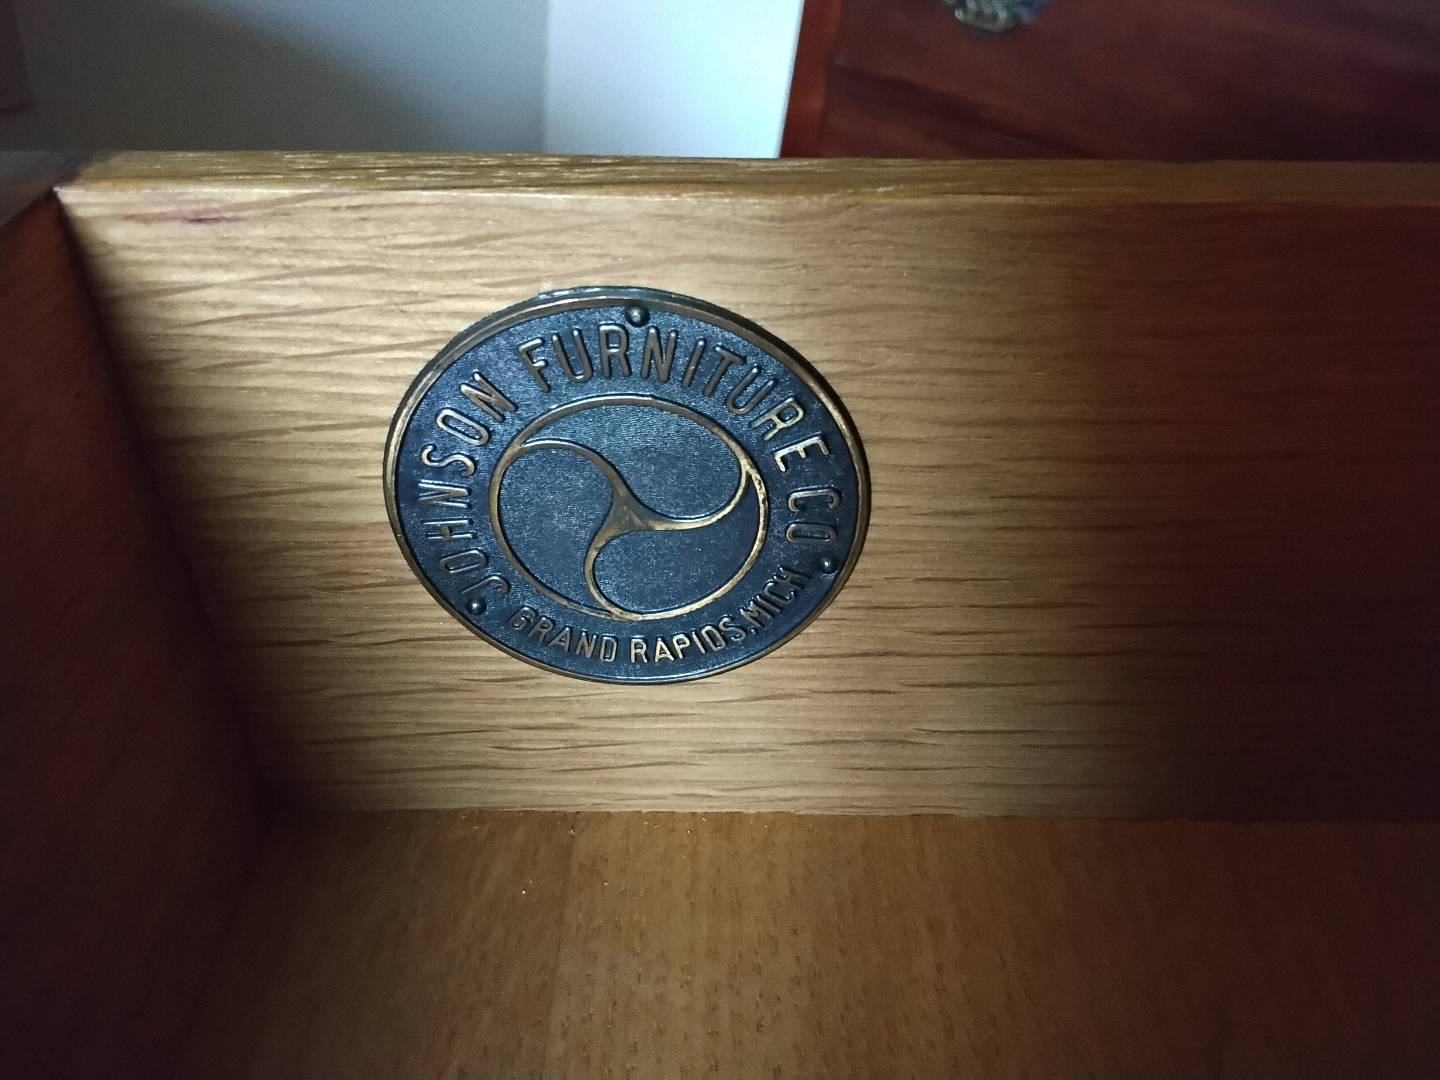 JOHNSON FURNITURE CO.
GRAND RAPIDS, MICH.